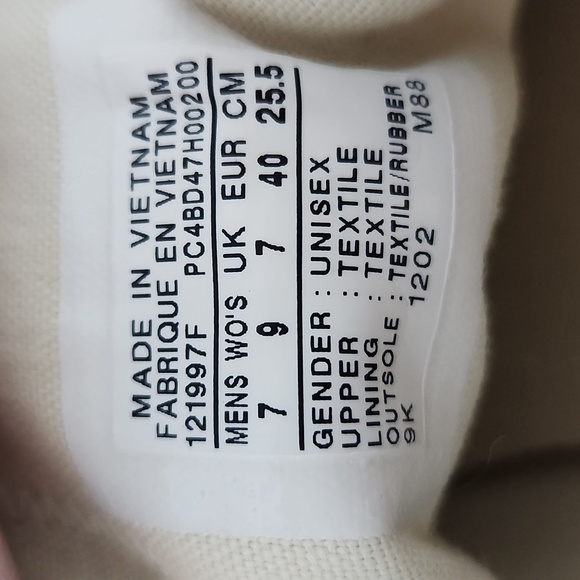 MADE IN VIETNAM
FABRIQUE EN VIETNAM
121997F PC4BD47H00200
MENS WO'S UK EUR CM
7 9 7 40 25.5
GENDER : UNISEX
UPPER : TEXTILE
LINING : TEXTILE
OUTSOLE : TEXTILE/RUBBER
9K 1202 M88